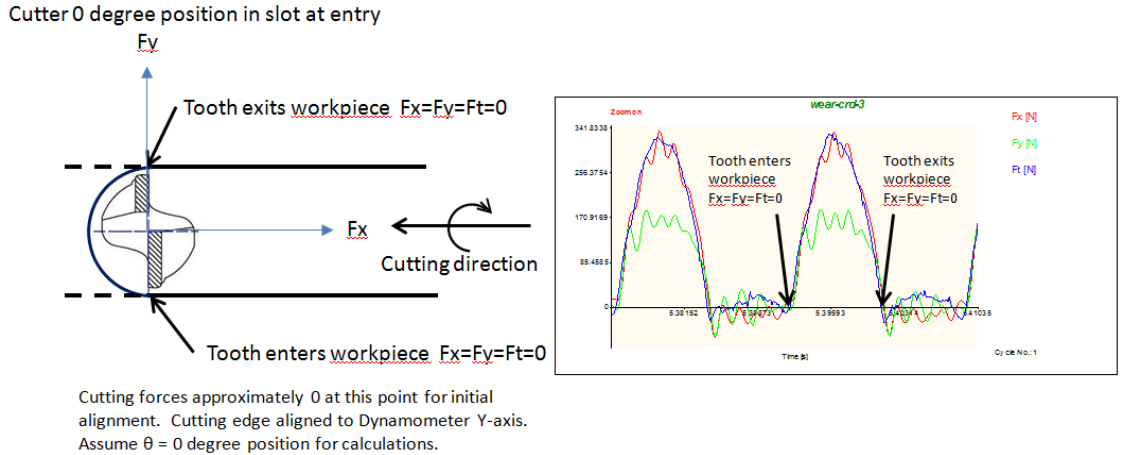 Cutter 0 degree position in slot at entry
Fy
Tooth exits workpiece Fx=Fy=Ft=0
Fx
Cutting direction
Tooth enters workpiece Fx=Fy=Ft=0
Cutting forces approximately 0 at this point for initial
alignment. Cutting edge aligned to Dynamometer Y-axis.
Assume θ = 0 degree position for calculations.
wear-crd-3
Zoomon
Fx [N]
Fy [N]
Ft [N]
341.8338
256.3754
170.9169
85.4585
0
Tooth enters
workpiece
Fx=Fy=Ft=0
Tooth exits
workpiece
Fx=Fy=Ft=0
5.38152
5.39593
5.41035
Time [s]
Cycle No.: 1